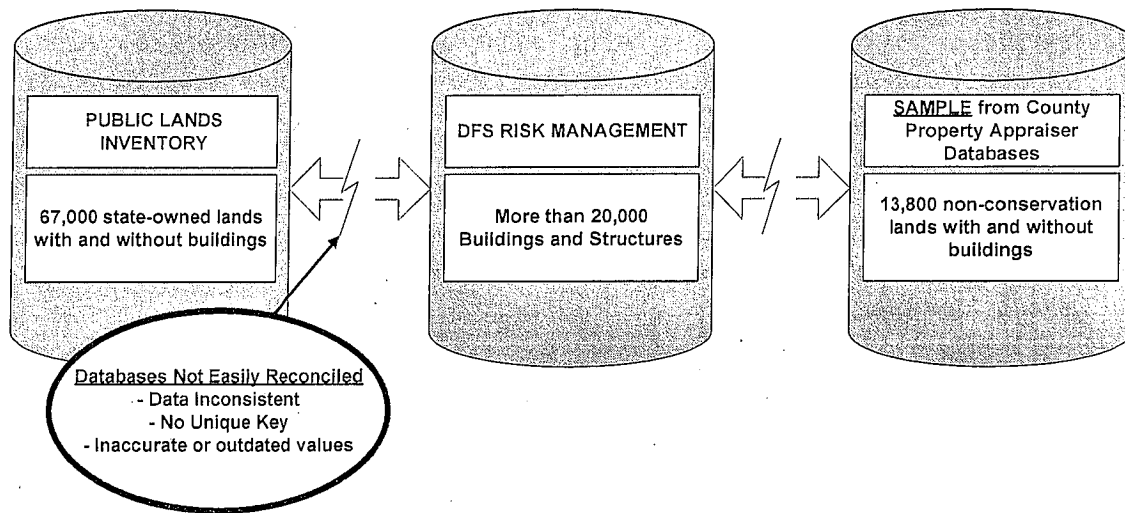 PUBLIC LANDS
INVENTORY
67,000 state-owned lands
with and without buildings
DFS RISK MANAGEMENT
More than 20,000
Buildings and Structures
SAMPLE from County
Property Appraiser
Databases
13,800 non-conservation
lands with and without
buildings
Databases Not Easily Reconciled
- Data Inconsistent
- No Unique Key
- Inaccurate or outdated values